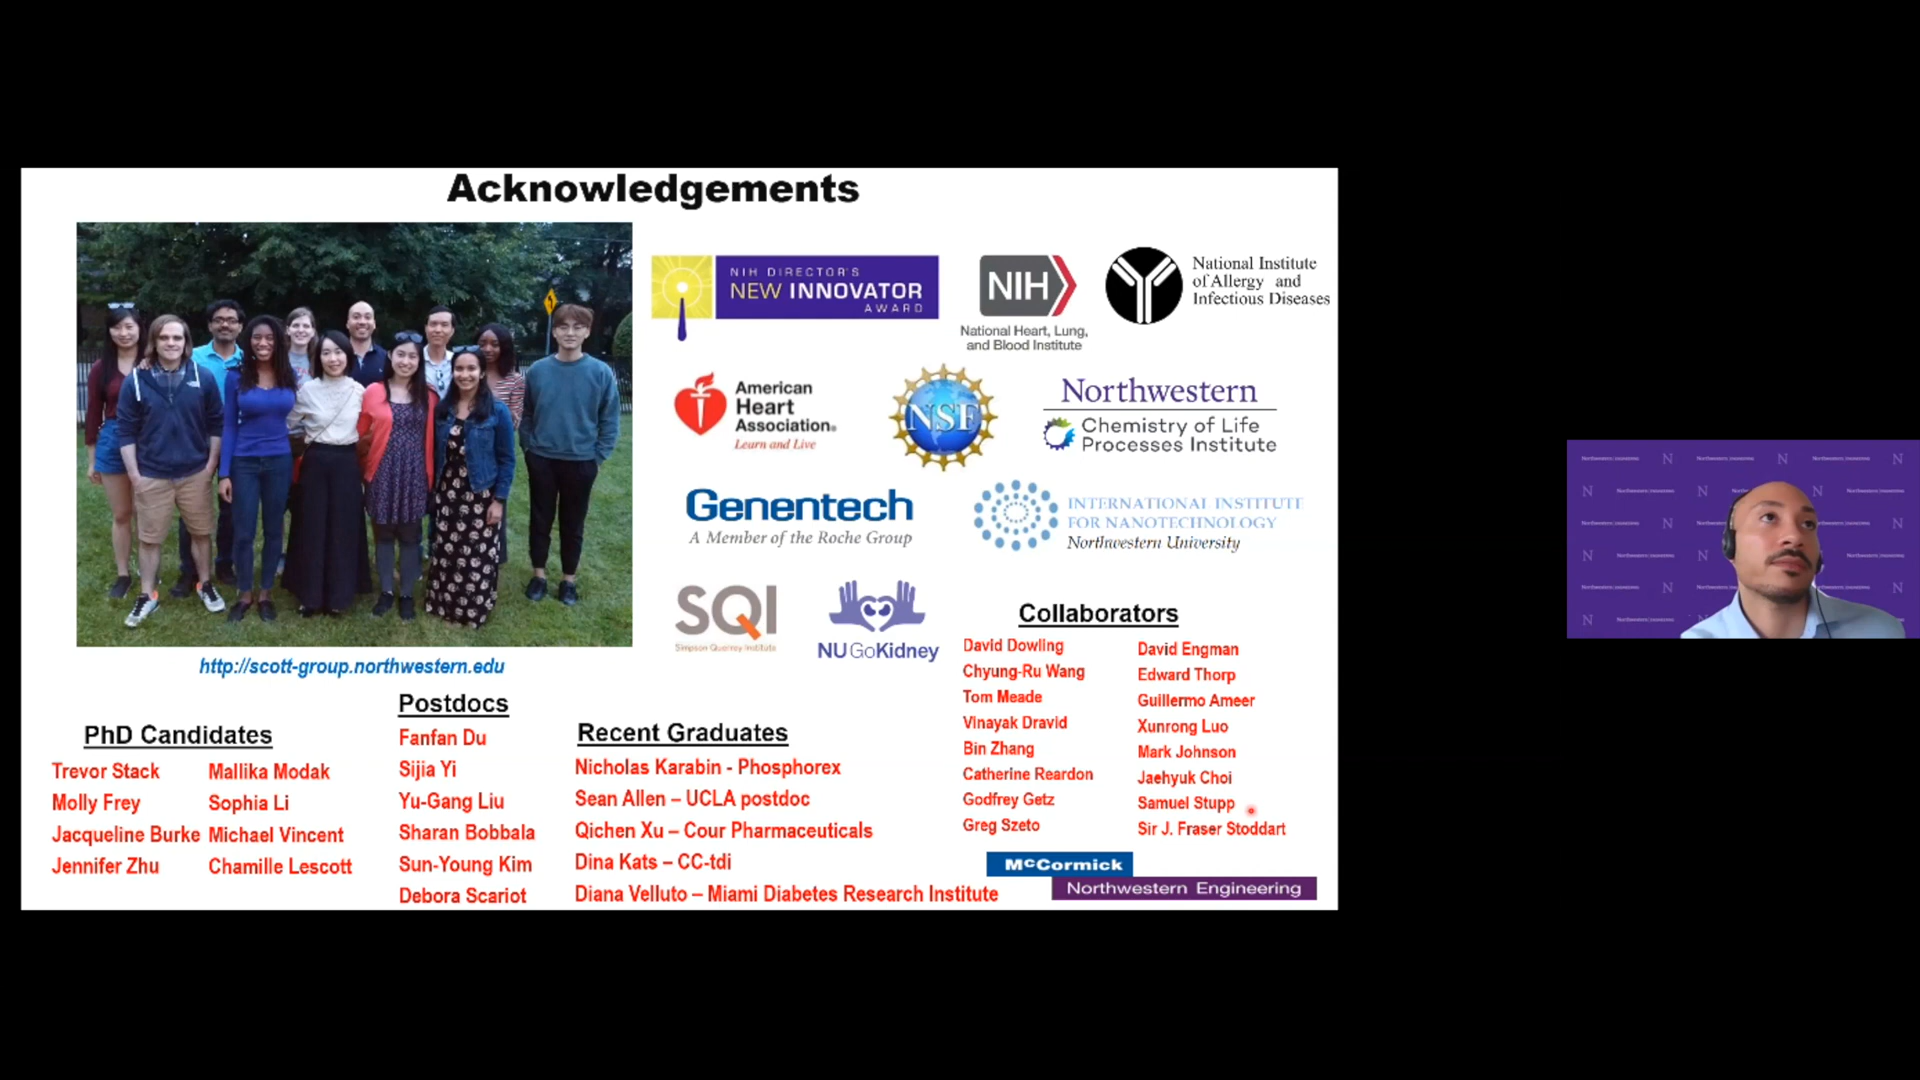 Acknowledgements
NIH DIRECTOR'S
NEW INNOVATOR
AWARD
NIH
National Heart, Lung,
and Blood Institute
National Institute
of Allergy and
Infectious Diseases
American
Heart
Association®
Learn and Live
NSF
Northwestern
Chemistry of Life
Processes Institute
Genentech
A Member of the Roche Group
INTERNATIONAL INSTITUTE
FOR NANOTECHNOLOGY
Northwestern University
SQI
Simpson Querrey Institute
NUGoKidney
http://scott-group.northwestern.edu
PhD Candidates
Trevor Stack
Molly Frey
Jacqueline Burke
Jennifer Zhu
Mallika Modak
Sophia Li
Michael Vincent
Chamille Lescott
Postdocs
Fanfan Du
Sijia Yi
Yu-Gang Liu
Sharan Bobbala
Sun-Young Kim
Debora Scariot
Recent Graduates
Nicholas Karabin - Phosphorex
Sean Allen – UCLA postdoc
Qichen Xu – Cour Pharmaceuticals
Dina Kats – CC-tdi
Diana Velluto – Miami Diabetes Research Institute
Collaborators
David Dowling
Chyung-Ru Wang
Tom Meade
Vinayak Dravid
Bin Zhang
Catherine Reardon
Godfrey Getz
Greg Szeto
David Engman
Edward Thorp
Guillermo Ameer
Xunrong Luo
Mark Johnson
Jaehyuk Choi
Samuel Stupp
Sir J. Fraser Stoddart
McCormick
Northwestern Engineering